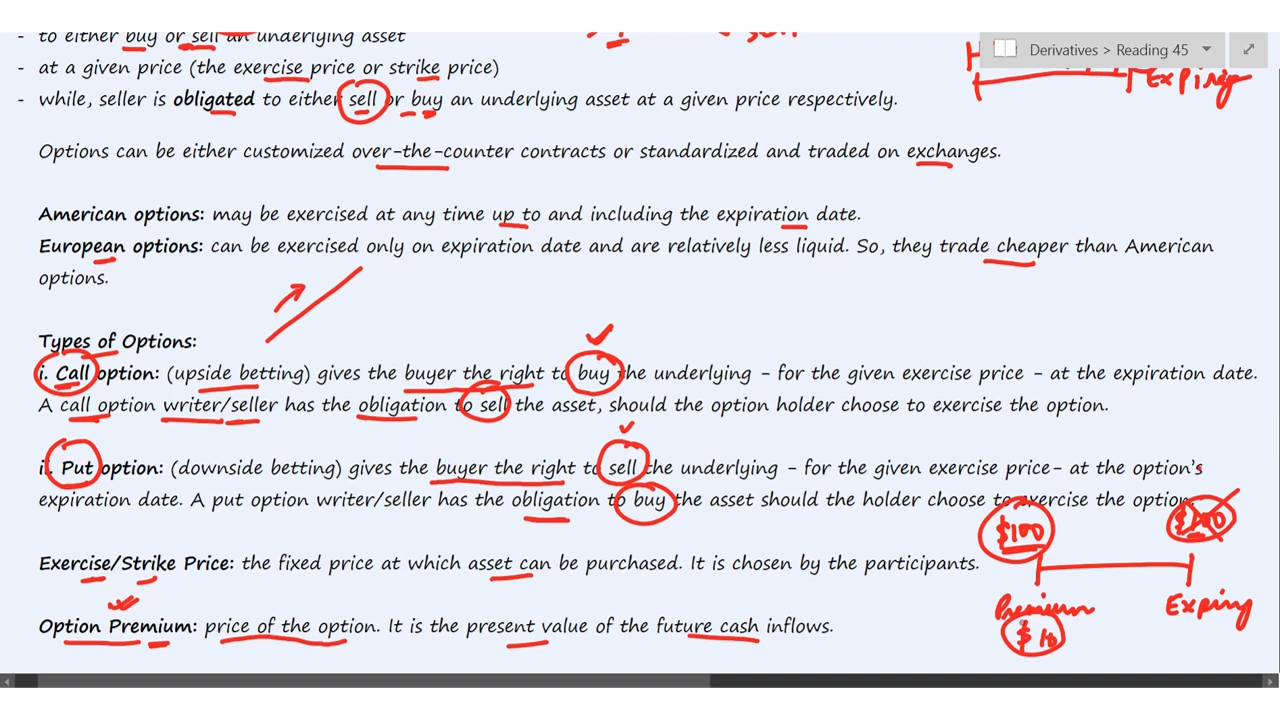 - to either buy or sell an underlying asset
Derivatives > Reading 45
- at a given price (the exercise price or strike price)
Expiring
- while, seller is obligated to either sell or buy an underlying asset at a given price respectively.
Options can be either customized over-the-counter contracts or standardized and traded on exchanges.
American options: may be exercised at any time up to and including the expiration date.
European options: can be exercised only on expiration date and are relatively less liquid. So, they trade cheaper than American
options.
Types of Options:
i. Call option: (upside betting) gives the buyer the right to buy the underlying - for the given exercise price - at the expiration date.
A call option writer/seller has the obligation to sell the asset, should the option holder choose to exercise the option.
ii. Put option: (downside betting) gives the buyer the right to sell the underlying - for the given exercise price- at the option's
expiration date. A put option writer/seller has the obligation to buy the asset should the holder choose to exercise the option.
$100
Exercise/Strike Price: the fixed price at which asset can be purchased. It is chosen by the participants.
Premium
Expiry
Option Premium: price of the option. It is the present value of the future cash inflows.
$10